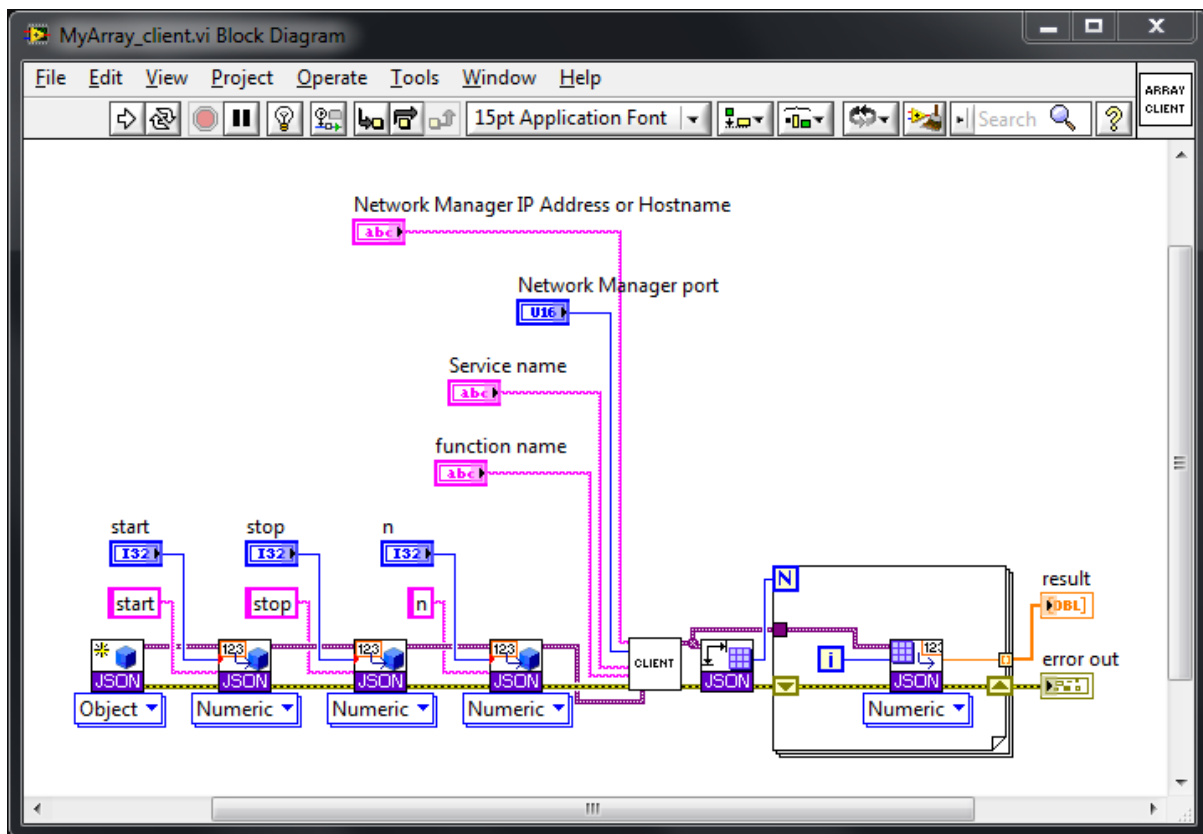 MyArray_client.vi Block Diagram
File Edit View Project Operate Tools Window Help
ARRAY
CLIENT
15pt Application Font
Search
?
Network Manager IP Address or Hostname
abc
Network Manager port
U16
Service name
abc
function name
abc
start stop n
I32 I32 I32
start stop n
N
result
DBL]
123 123 123
CLIENT
i
123
error out
JSON JSON JSON JSON JSON JSON
Object Numeric Numeric Numeric Numeric